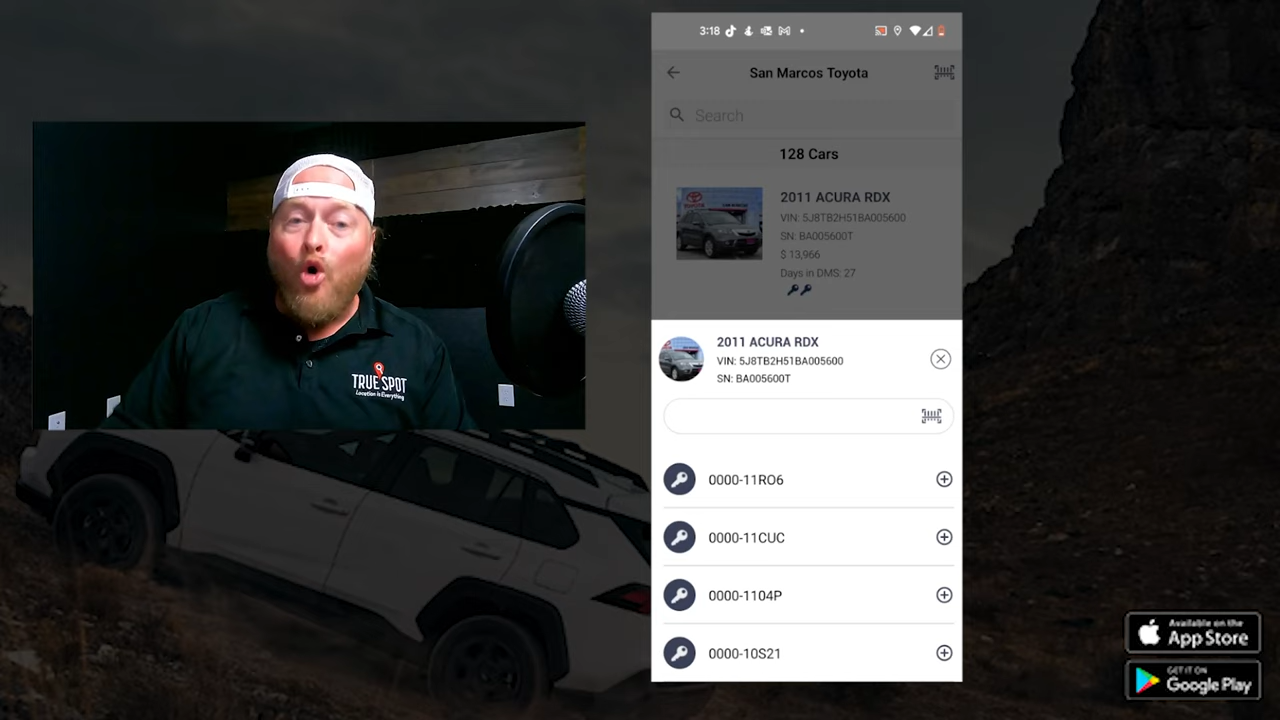 TRUE SPOT
Location is Everything
3:18
San Marcos Toyota
Search
128 Cars
2011 ACURA RDX
VIN: 5J8TB2H51BA005600
SN: BA005600T
$ 13,966
Days in DMS: 27
2011 ACURA RDX
VIN: 5J8TB2H51BA005600
SN: BA005600T
0000-11RO6
0000-11CUC
0000-1104P
0000-10S21
Available on the
App Store
GET IT ON
Google Play